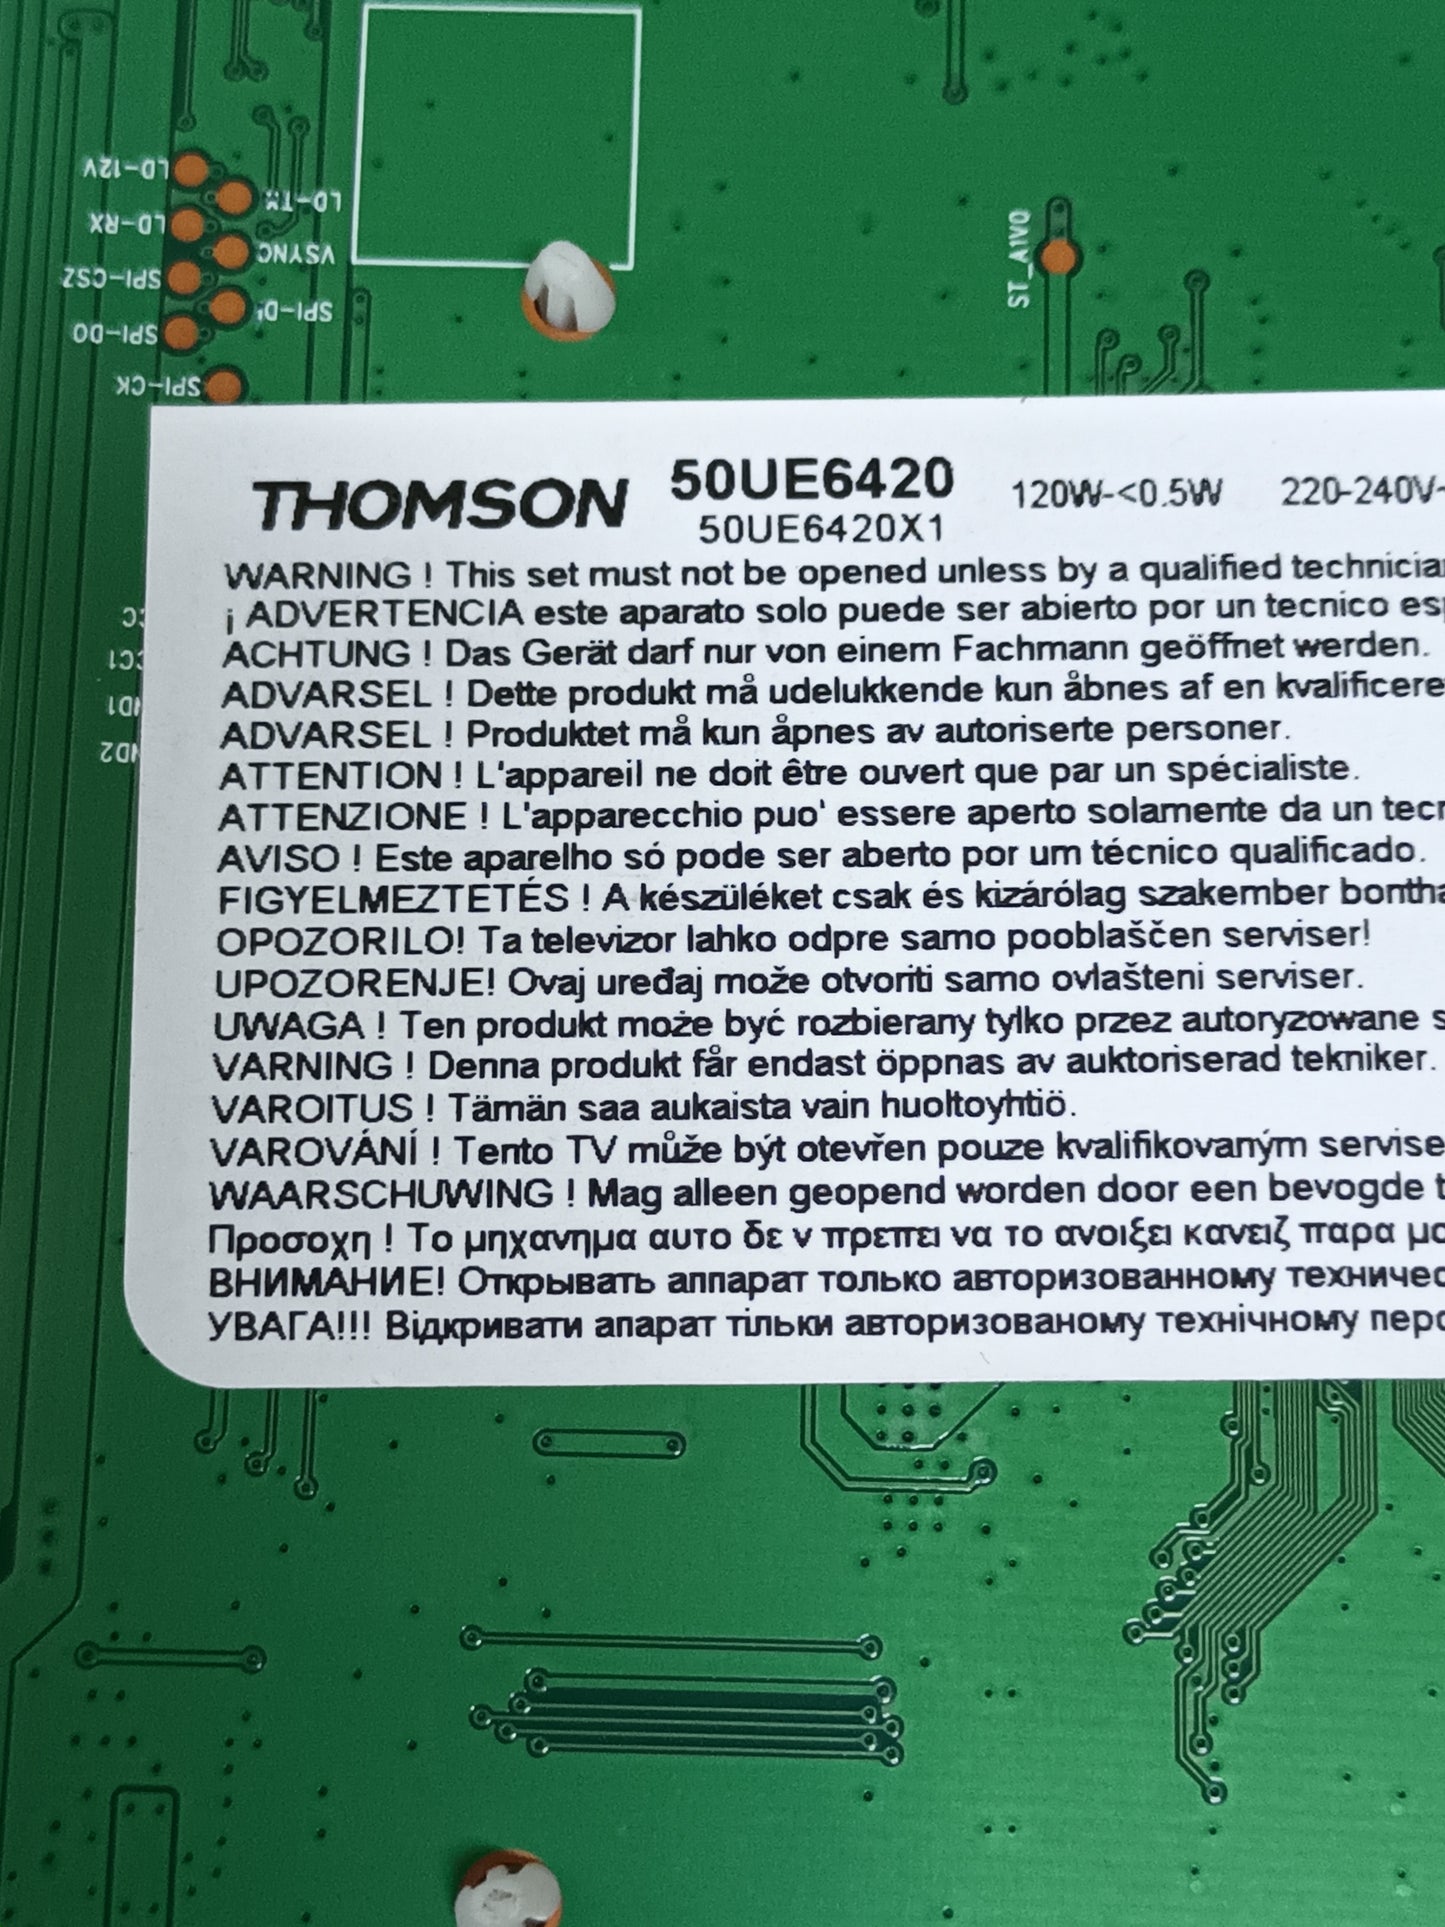 LD-12V
LD-TX
LD-RX
VSYNC
SPI-CS2
SPI-DI
SPI-DO
SPI-CK
ST_AIV0
THOMSON 50UE6420 120W-<0.5W 220-240V~
50UE6420X1
WARNING ! This set must not be opened unless by a qualified
¡ ADVERTENCIA este aparato solo puede ser abierto por un tecnico
ACHTUNG ! Das Gerät darf nur von einem Fachmann geöffnet werden.
ADVARSEL ! Dette produkt må udelukkende kun åbnes af en
ADVARSEL ! Produktet må kun åpnes av autoriserte personer.
ATTENTION ! L'appareil ne doit être ouvert que par un spécialiste.
ATTENZIONE ! L'apparecchio puo' essere aperto solamente da un
AVISO ! Este aparelho só pode ser aberto por um técnico qualificado.
FIGYELMEZTETÉS ! A készüléket csak és kizárólag szakember
OPOZORILO! Ta televizor lahko odpre samo pooblaščen serviser!
UPOZORENJE! Ovaj uređaj može otvoriti samo ovlašteni serviser.
UWAGA ! Ten produkt może być rozbierany tylko przez autoryzowane
VARNING ! Denna produkt får endast öppnas av auktoriserad tekniker.
VAROITUS ! Tämän saa aukaista vain huoltoyhtiö.
VAROVÁNÍ ! Tento TV může být otevřen pouze kvalifikovaným
WAARSCHUWING ! Mag alleen geopend worden door een bevogde
Προσοχη ! Το μηχανημα αυτο δε ν πρεπει να το ανοιξει κανειζ παρα
ВНИМАНИЕ! Открывать аппарат только авторизованному
УВАГА!!! Відкривати апарат тільки авторизованому технічному